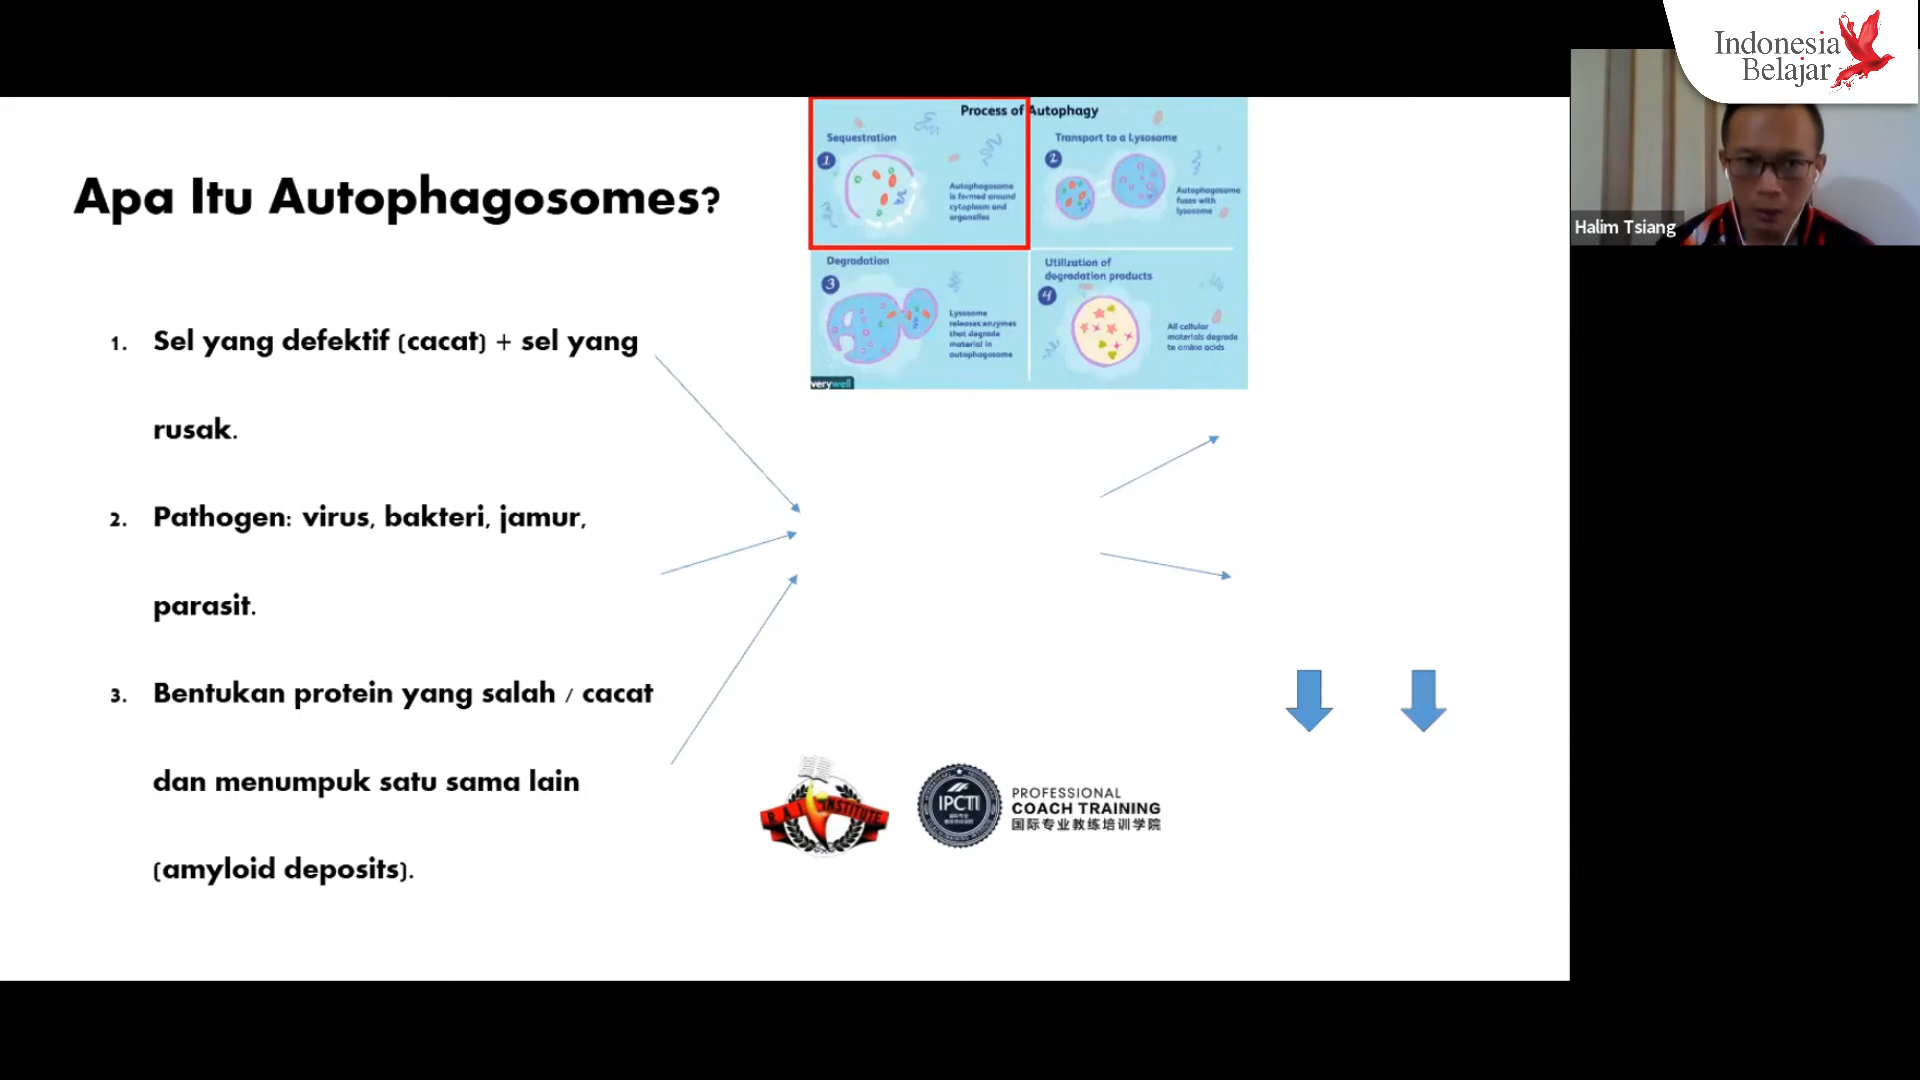 Indonesia
Belajar
Halim Tsiang
Apa Itu Autophagosomes?
1. Sel yang defektif (cacat) + sel yang
rusak.
2. Pathogen: virus, bakteri, jamur,
parasit.
3. Bentukan protein yang salah / cacat
dan menumpuk satu sama lain
(amyloid deposits).
Process of Autophagy
Sequestration
1
Autophagosome
is formed around
cytoplasm and
organelles
Transport to a Lysosome
2
Autophagosome
fuses with
lysosome
Degradation
3
Lysosome
releases enzymes
that degrade
material in
autophagosome
Utilization of
degradation products
4
All cellular
materials degrade
to amino acids
verywell
R.A.I INSTITUTE
IPCTI
PROFESSIONAL
COACH TRAINING
国际专业教练培训学院